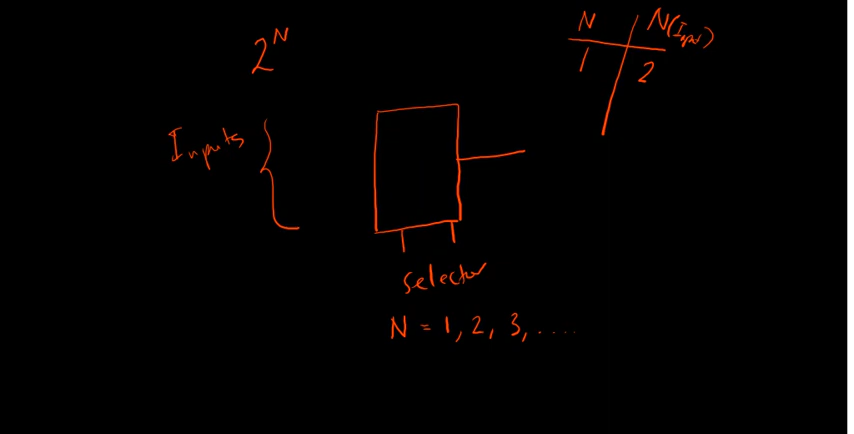 2^N
N N(Input)
1 2
Inputs
Selector
N = 1, 2, 3, .....